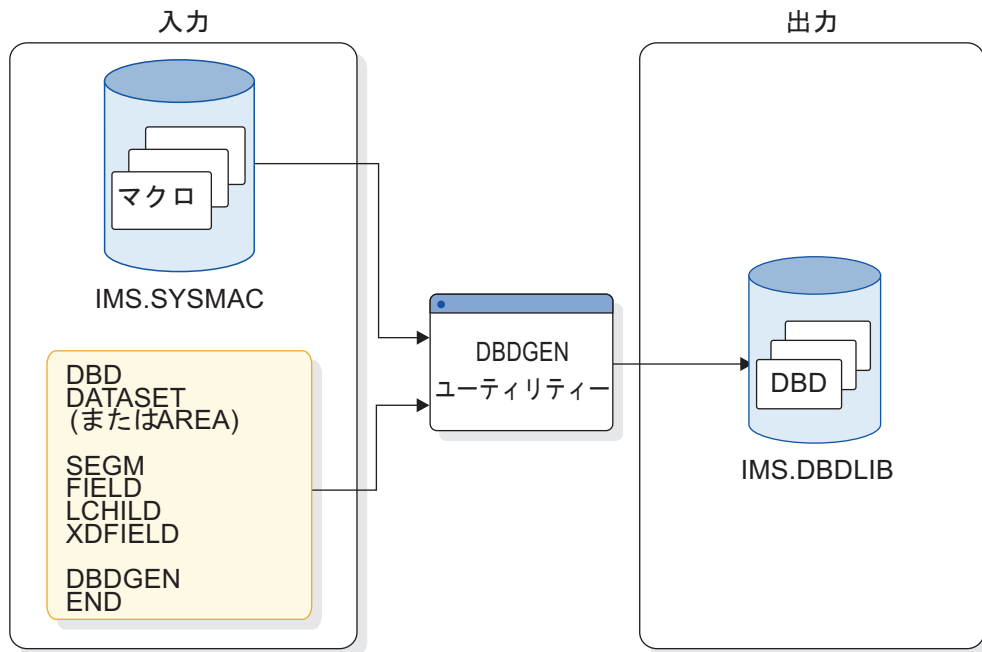 入力
マクロ
IMS.SYSMAC
DBD
DATASET
(またはAREA)
SEGM
FIELD
LCHILD
XDFIELD
DBDGEN
END
DBDGEN
ユーティリティー
出力
DBD
IMS.DBDLIB